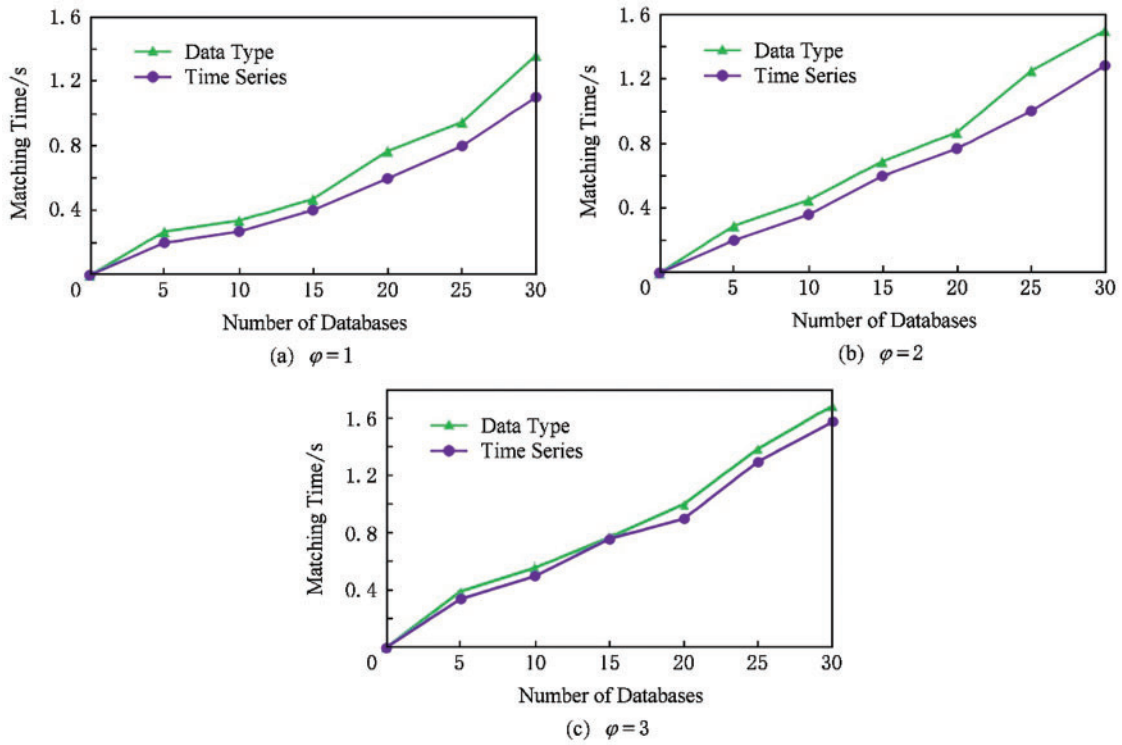 1.6
1.2
0.8
0.4
0
Matching Time/s
Data Type
Time Series
5 10 15 20 25 30
Number of Databases
(a) φ=1
1.6
1.2
0.8
0.4
0
Matching Time/s
Data Type
Time Series
5 10 15 20 25 30
Number of Databases
(b) φ=2
1.6
1.2
0.8
0.4
0
Matching Time/s
Data Type
Time Series
5 10 15 20 25 30
Number of Databases
(c) φ=3